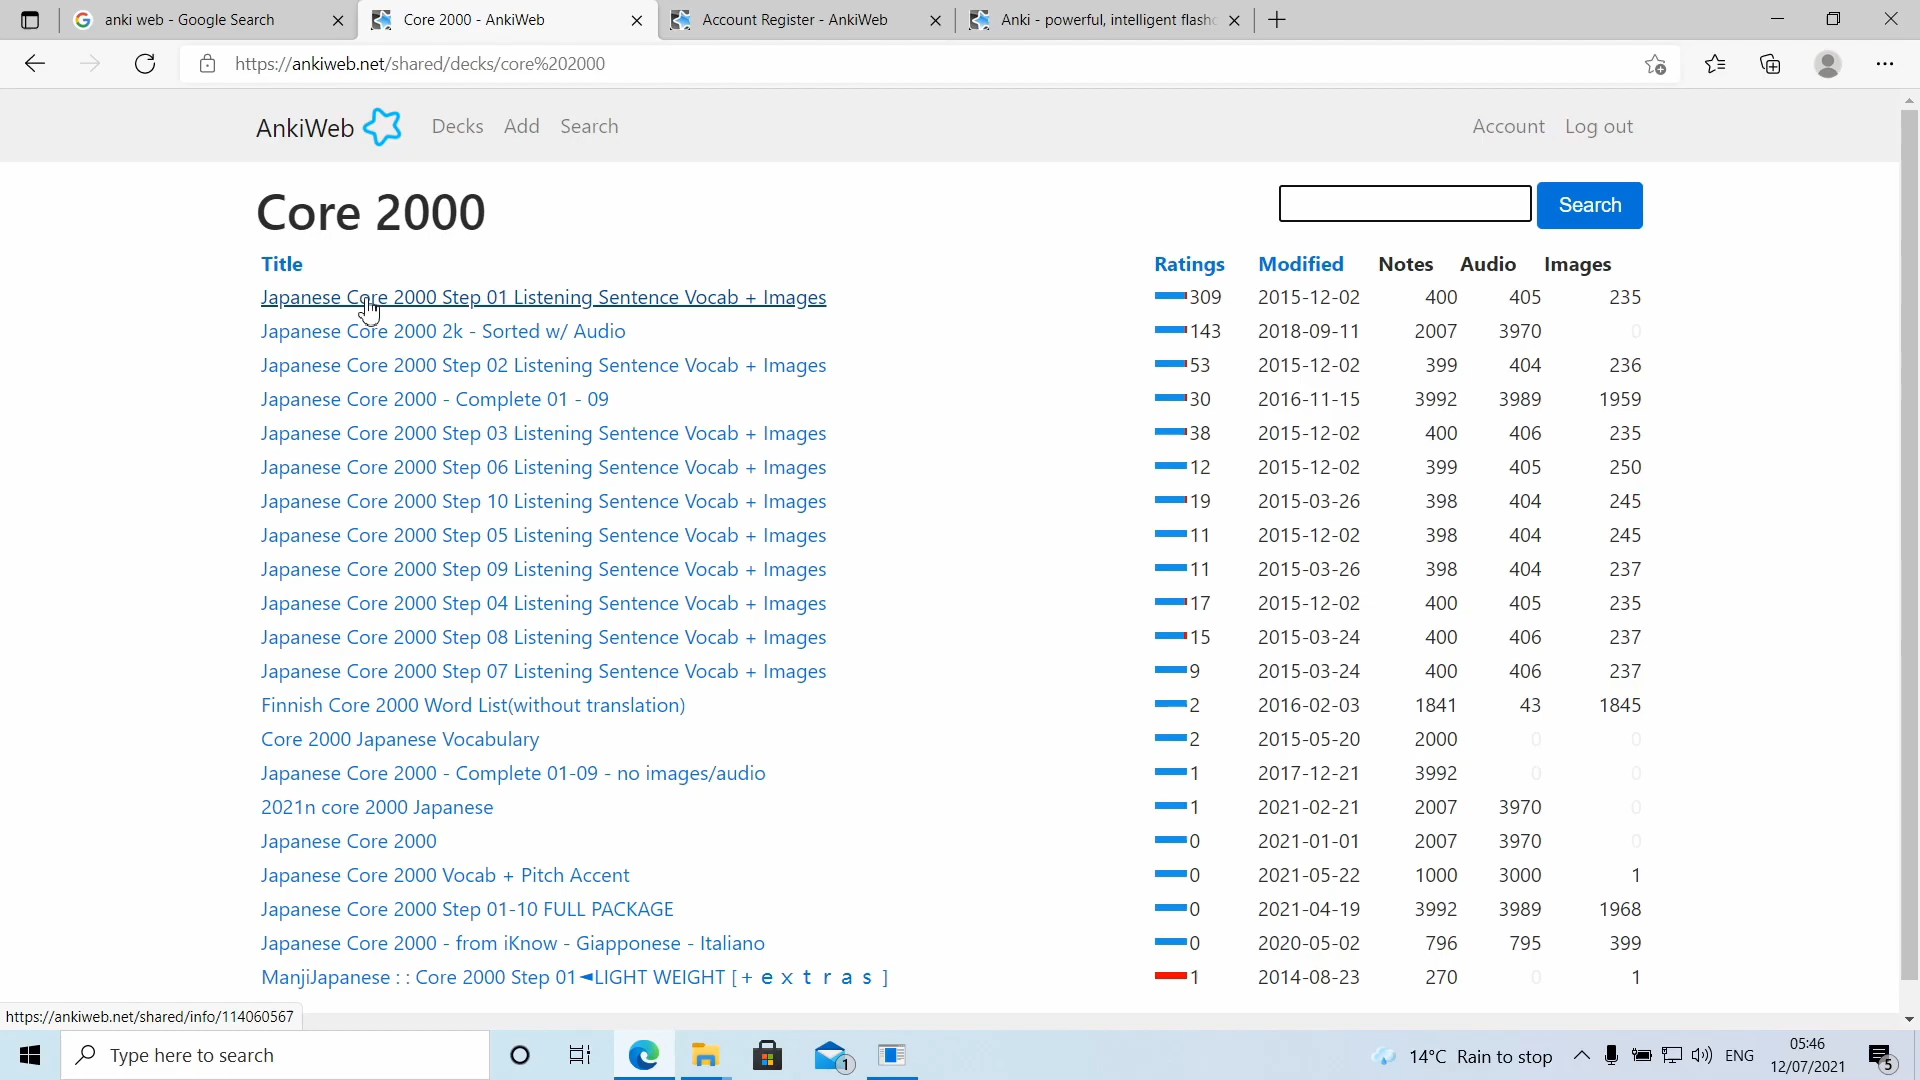 anki web - Google Search
Core 2000 - AnkiWeb
Account Register - AnkiWeb
Anki - powerful, intelligent flashc
https://ankiweb.net/shared/decks/core%202000
AnkiWeb Decks Add Search Account Log out
Core 2000 Search
Title Ratings Modified Notes Audio Images
Japanese Core 2000 Step 01 Listening Sentence Vocab + Images 309 2015-12-02 400 405 235
Japanese Core 2000 2k - Sorted w/ Audio 143 2018-09-11 2007 3970 0
Japanese Core 2000 Step 02 Listening Sentence Vocab + Images 53 2015-12-02 399 404 236
Japanese Core 2000 - Complete 01 - 09 30 2016-11-15 3992 3989 1959
Japanese Core 2000 Step 03 Listening Sentence Vocab + Images 38 2015-12-02 400 406 235
Japanese Core 2000 Step 06 Listening Sentence Vocab + Images 12 2015-12-02 399 405 250
Japanese Core 2000 Step 10 Listening Sentence Vocab + Images 19 2015-03-26 398 404 245
Japanese Core 2000 Step 05 Listening Sentence Vocab + Images 11 2015-12-02 398 404 245
Japanese Core 2000 Step 09 Listening Sentence Vocab + Images 11 2015-03-26 398 404 237
Japanese Core 2000 Step 04 Listening Sentence Vocab + Images 17 2015-12-02 400 405 235
Japanese Core 2000 Step 08 Listening Sentence Vocab + Images 15 2015-03-24 400 406 237
Japanese Core 2000 Step 07 Listening Sentence Vocab + Images 9 2015-03-24 400 406 237
Finnish Core 2000 Word List(without translation) 2 2016-02-03 1841 43 1845
Core 2000 Japanese Vocabulary 2 2015-05-20 2000 0 0
Japanese Core 2000 - Complete 01-09 - no images/audio 1 2017-12-21 3992 0 0
2021n core 2000 Japanese 1 2021-02-21 2007 3970 0
Japanese Core 2000 0 2021-01-01 2007 3970 0
Japanese Core 2000 Vocab + Pitch Accent 0 2021-05-22 1000 3000 1
Japanese Core 2000 Step 01-10 FULL PACKAGE 0 2021-04-19 3992 3989 1968
Japanese Core 2000 - from iKnow - Giapponese - Italiano 0 2020-05-02 796 795 399
ManjiJapanese : : Core 2000 Step 01◄LIGHT WEIGHT [+ e x t r a s ] 1 2014-08-23 270 0 1
https://ankiweb.net/shared/info/114060567
Type here to search 1 14°C Rain to stop ENG 05:46
12/07/2021 5